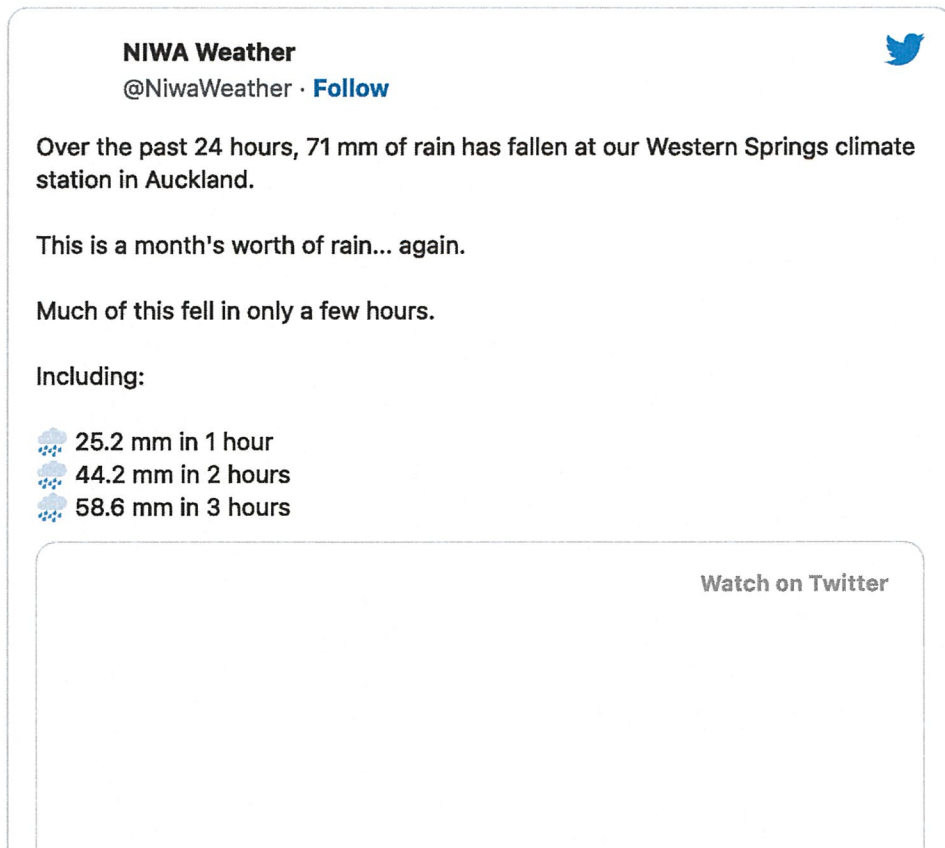 NIWA Weather
@NiwaWeather · Follow
Over the past 24 hours, 71 mm of rain has fallen at our Western Springs climate
station in Auckland.
This is a month's worth of rain... again.
Much of this fell in only a few hours.
Including:
🌧️ 25.2 mm in 1 hour
🌧️ 44.2 mm in 2 hours
🌧️ 58.6 mm in 3 hours
Watch on Twitter